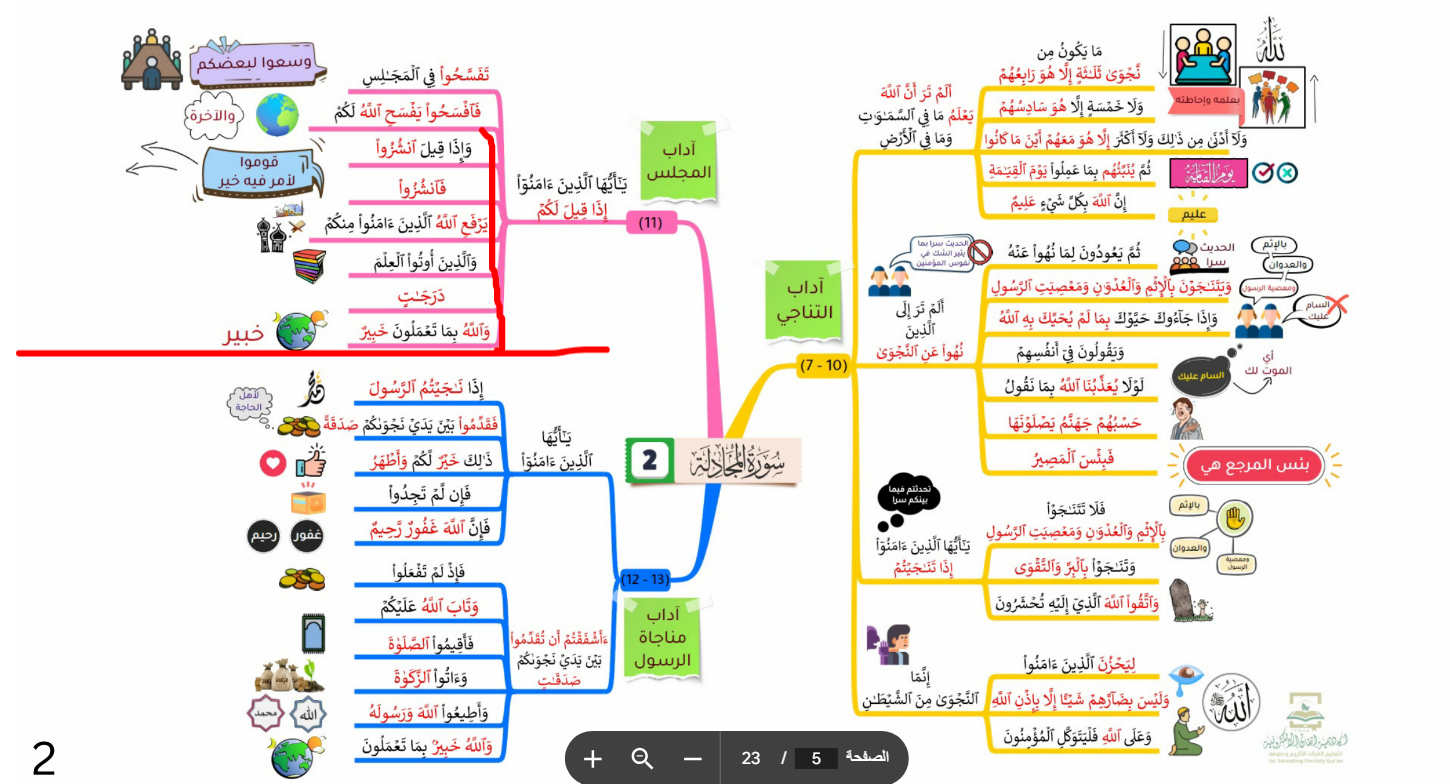 سُورَةُ المُجَادلَة
2
آداب
التناجي
(7 - 10)
أَلَمۡ تَرَ أَنَّ ٱللَّهَ
يَعۡلَمُ مَا فِي ٱلسَّمَٰوَٰتِ
وَمَا فِي ٱلۡأَرۡضِ
مَا يَكُونُ مِن
نَّجۡوَىٰ ثَلَٰثَةٍ إِلَّا هُوَ رَابِعُهُمۡ
الله
بعلمه وإحاطته
وَلَا خَمۡسَةٍ إِلَّا هُوَ سَادِسُهُمۡ
وَلَآ أَدۡنَىٰ مِن ذَٰلِكَ وَلَآ أَكۡثَرَ إِلَّا هُوَ مَعَهُمۡ أَيۡنَ مَا كَانُواْ
ثُمَّ يُنَبِّئُهُم بِمَا عَمِلُواْ يَوۡمَ ٱلۡقِيَٰمَةِ
يوم القيامة
إِنَّ ٱللَّهَ بِكُلِّ شَيۡءٍ عَلِيمٌ
عليم
أَلَمۡ تَرَ إِلَى
ٱلَّذِينَ
نُهُواْ عَنِ ٱلنَّجۡوَىٰ
الحديث سرا بما
يثير الشك في
نفوس المؤمنين
ثُمَّ يَعُودُونَ لِمَا نُهُواْ عَنۡهُ
الحديث
سرا
بالإثم
والعدوان
ومعصية الرسول
وَيَتَنَٰجَوۡنَ بِٱلۡإِثۡمِ وَٱلۡعُدۡوَٰنِ وَمَعۡصِيَتِ ٱلرَّسُولِ
وَإِذَا جَآءُوكَ حَيَّوۡكَ بِمَا لَمۡ يُحَيِّكَ بِهِ ٱللَّهُ
السام
عليك
وَيَقُولُونَ فِيٓ أَنفُسِهِمۡ
السام عليك
أي
الموت لك
لَوۡلَا يُعَذِّبُنَا ٱللَّهُ بِمَا نَقُولُ
حَسۡبُهُمۡ جَهَنَّمُ يَصۡلَوۡنَهَا
فَبِئۡسَ ٱلۡمَصِيرُ
بئس المرجع هي
تحدثتم فيما
بينكم سرا
يَٰٓأَيُّهَا ٱلَّذِينَ ءَامَنُوٓاْ
إِذَا تَنَٰجَيۡتُمۡ
فَلَا تَتَنَٰجَوۡاْ
بِٱلۡإِثۡمِ وَٱلۡعُدۡوَٰنِ وَمَعۡصِيَتِ ٱلرَّسُولِ
بالإثم
والعدوان
ومعصية
الرسول
وَتَنَٰجَوۡاْ بِٱلۡبِرِّ وَٱلتَّقۡوَىٰ
وَٱتَّقُواْ ٱللَّهَ ٱلَّذِيٓ إِلَيۡهِ تُحۡشَرُونَ
إِنَّمَا
ٱلنَّجۡوَىٰ مِنَ ٱلشَّيۡطَٰنِ
لِيَحۡزُنَ ٱلَّذِينَ ءَامَنُواْ
وَلَيۡسَ بِضَآرِّهِمۡ شَيۡـًٔا إِلَّا بِإِذۡنِ ٱللَّهِ
وَعَلَى ٱللَّهِ فَلۡيَتَوَكَّلِ ٱلۡمُؤۡمِنُونَ
الله
آداب
المجلس
(11)
يَٰٓأَيُّهَا ٱلَّذِينَ ءَامَنُوٓاْ
إِذَا قِيلَ لَكُمۡ
تَفَسَّحُواْ فِي ٱلۡمَجَٰلِسِ
وسعوا لبعضكم
فَٱفۡسَحُواْ يَفۡسَحِ ٱللَّهُ لَكُمۡ
والآخرة
وَإِذَا قِيلَ ٱنشُزُواْ
قوموا
لأمر فيه خير
فَٱنشُزُواْ
يَرۡفَعِ ٱللَّهُ ٱلَّذِينَ ءَامَنُواْ مِنكُمۡ
وَٱلَّذِينَ أُوتُواْ ٱلۡعِلۡمَ
دَرَجَٰتٍ
وَٱللَّهُ بِمَا تَعۡمَلُونَ خَبِيرٌ
خبير
(12 - 13)
آداب
مناجاة
الرسول
يَٰٓأَيُّهَا
ٱلَّذِينَ ءَامَنُوٓاْ
إِذَا نَٰجَيۡتُمُ ٱلرَّسُولَ
محمد
فَقَدِّمُواْ بَيۡنَ يَدَيۡ نَجۡوَىٰكُمۡ صَدَقَةً
لأهل
الحاجة
ذَٰلِكَ خَيۡرٌ لَّكُمۡ وَأَطۡهَرُ
فَإِن لَّمۡ تَجِدُواْ
فَإِنَّ ٱللَّهَ غَفُورٌ رَّحِيمٌ
غفور
رحيم
ءَأَشۡفَقۡتُمۡ أَن تُقَدِّمُواْ
بَيۡنَ يَدَيۡ نَجۡوَىٰكُمۡ
صَدَقَٰتٍ
فَإِذۡ لَمۡ تَفۡعَلُواْ
وَتَابَ ٱللَّهُ عَلَيۡكُمۡ
فَأَقِيمُواْ ٱلصَّلَوٰةَ
وَءَاتُواْ ٱلزَّكَوٰةَ
وَأَطِيعُواْ ٱللَّهَ وَرَسُولَهُ
الله
محمد
وَٱللَّهُ خَبِيرٌۢ بِمَا تَعۡمَلُونَ
2
الصفحة 5 / 23